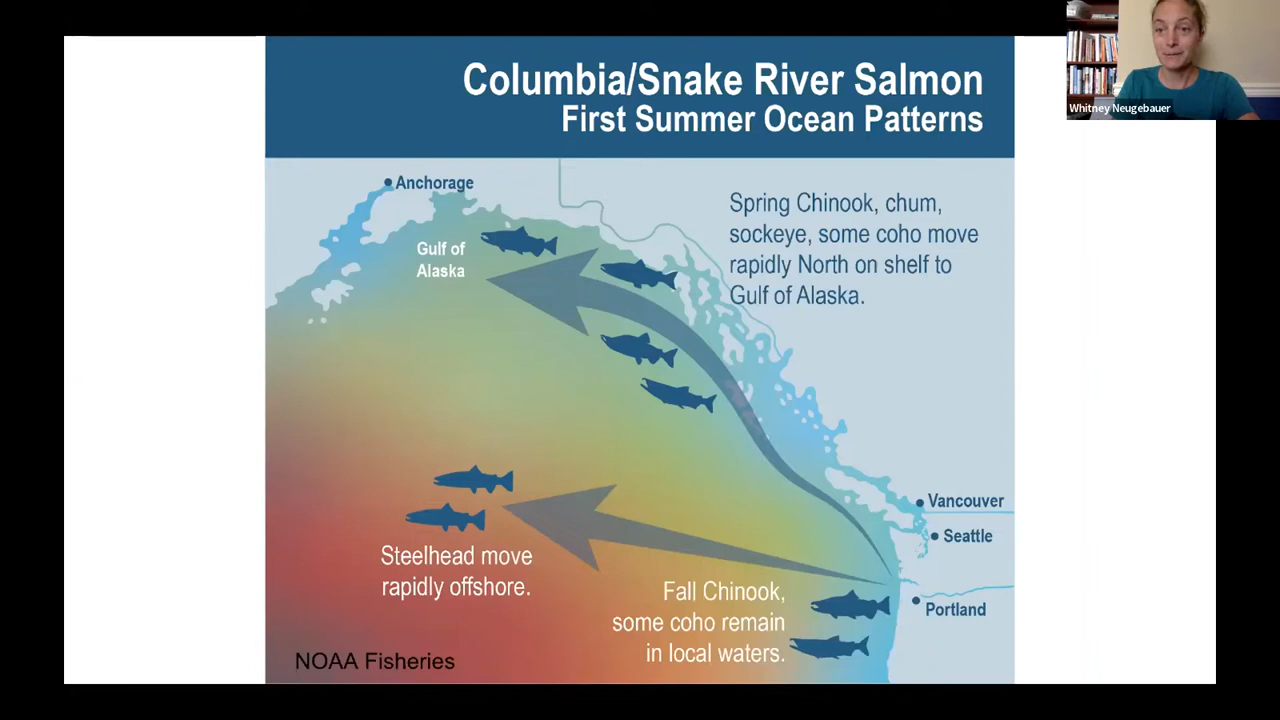 Columbia/Snake River Salmon
First Summer Ocean Patterns
Whitney Neugebauer
Anchorage
Gulf of
Alaska
Spring Chinook, chum,
sockeye, some coho move
rapidly North on shelf to
Gulf of Alaska.
Vancouver
Seattle
Portland
Steelhead move
rapidly offshore.
Fall Chinook,
some coho remain
in local waters.
NOAA Fisheries